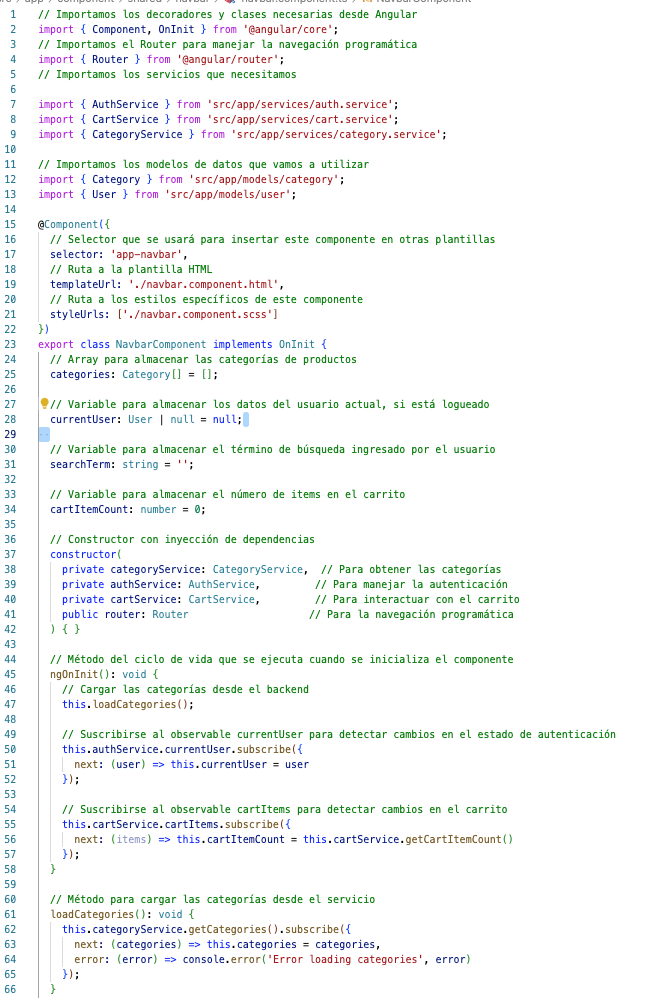 app > component > shared > navbar > navbar.component.ts > NavbarComponent
1 // Importamos los decoradores y clases necesarias desde Angular
2 import { Component, OnInit } from '@angular/core';
3 // Importamos el Router para manejar la navegación programática
4 import { Router } from '@angular/router';
5 // Importamos los servicios que necesitamos
6
7 import { AuthService } from 'src/app/services/auth.service';
8 import { CartService } from 'src/app/services/cart.service';
9 import { CategoryService } from 'src/app/services/category.service';
10
11 // Importamos los modelos de datos que vamos a utilizar
12 import { Category } from 'src/app/models/category';
13 import { User } from 'src/app/models/user';
14
15 @Component({
16 // Selector que se usará para insertar este componente en otras plantillas
17 selector: 'app-navbar',
18 // Ruta a la plantilla HTML
19 templateUrl: './navbar.component.html',
20 // Ruta a los estilos específicos de este componente
21 styleUrls: ['./navbar.component.scss']
22 })
23 export class NavbarComponent implements OnInit {
24 // Array para almacenar las categorías de productos
25 categories: Category[] = [];
26
27 // Variable para almacenar los datos del usuario actual, si está logueado
28 currentUser: User | null = null;
29
30 // Variable para almacenar el término de búsqueda ingresado por el usuario
31 searchTerm: string = '';
32
33 // Variable para almacenar el número de items en el carrito
34 cartItemCount: number = 0;
35
36 // Constructor con inyección de dependencias
37 constructor(
38 private categoryService: CategoryService, // Para obtener las categorías
39 private authService: AuthService, // Para manejar la autenticación
40 private cartService: CartService, // Para interactuar con el carrito
41 public router: Router // Para la navegación programática
42 ) { }
43
44 // Método del ciclo de vida que se ejecuta cuando se inicializa el componente
45 ngOnInit(): void {
46 // Cargar las categorías desde el backend
47 this.loadCategories();
48
49 // Suscribirse al observable currentUser para detectar cambios en el estado de autenticación
50 this.authService.currentUser.subscribe({
51 next: (user) => this.currentUser = user
52 });
53
54 // Suscribirse al observable cartItems para detectar cambios en el carrito
55 this.cartService.cartItems.subscribe({
56 next: (items) => this.cartItemCount = this.cartService.getCartItemCount()
57 });
58 }
59
60 // Método para cargar las categorías desde el servicio
61 loadCategories(): void {
62 this.categoryService.getCategories().subscribe({
63 next: (categories) => this.categories = categories,
64 error: (error) => console.error('Error loading categories', error)
65 });
66 }